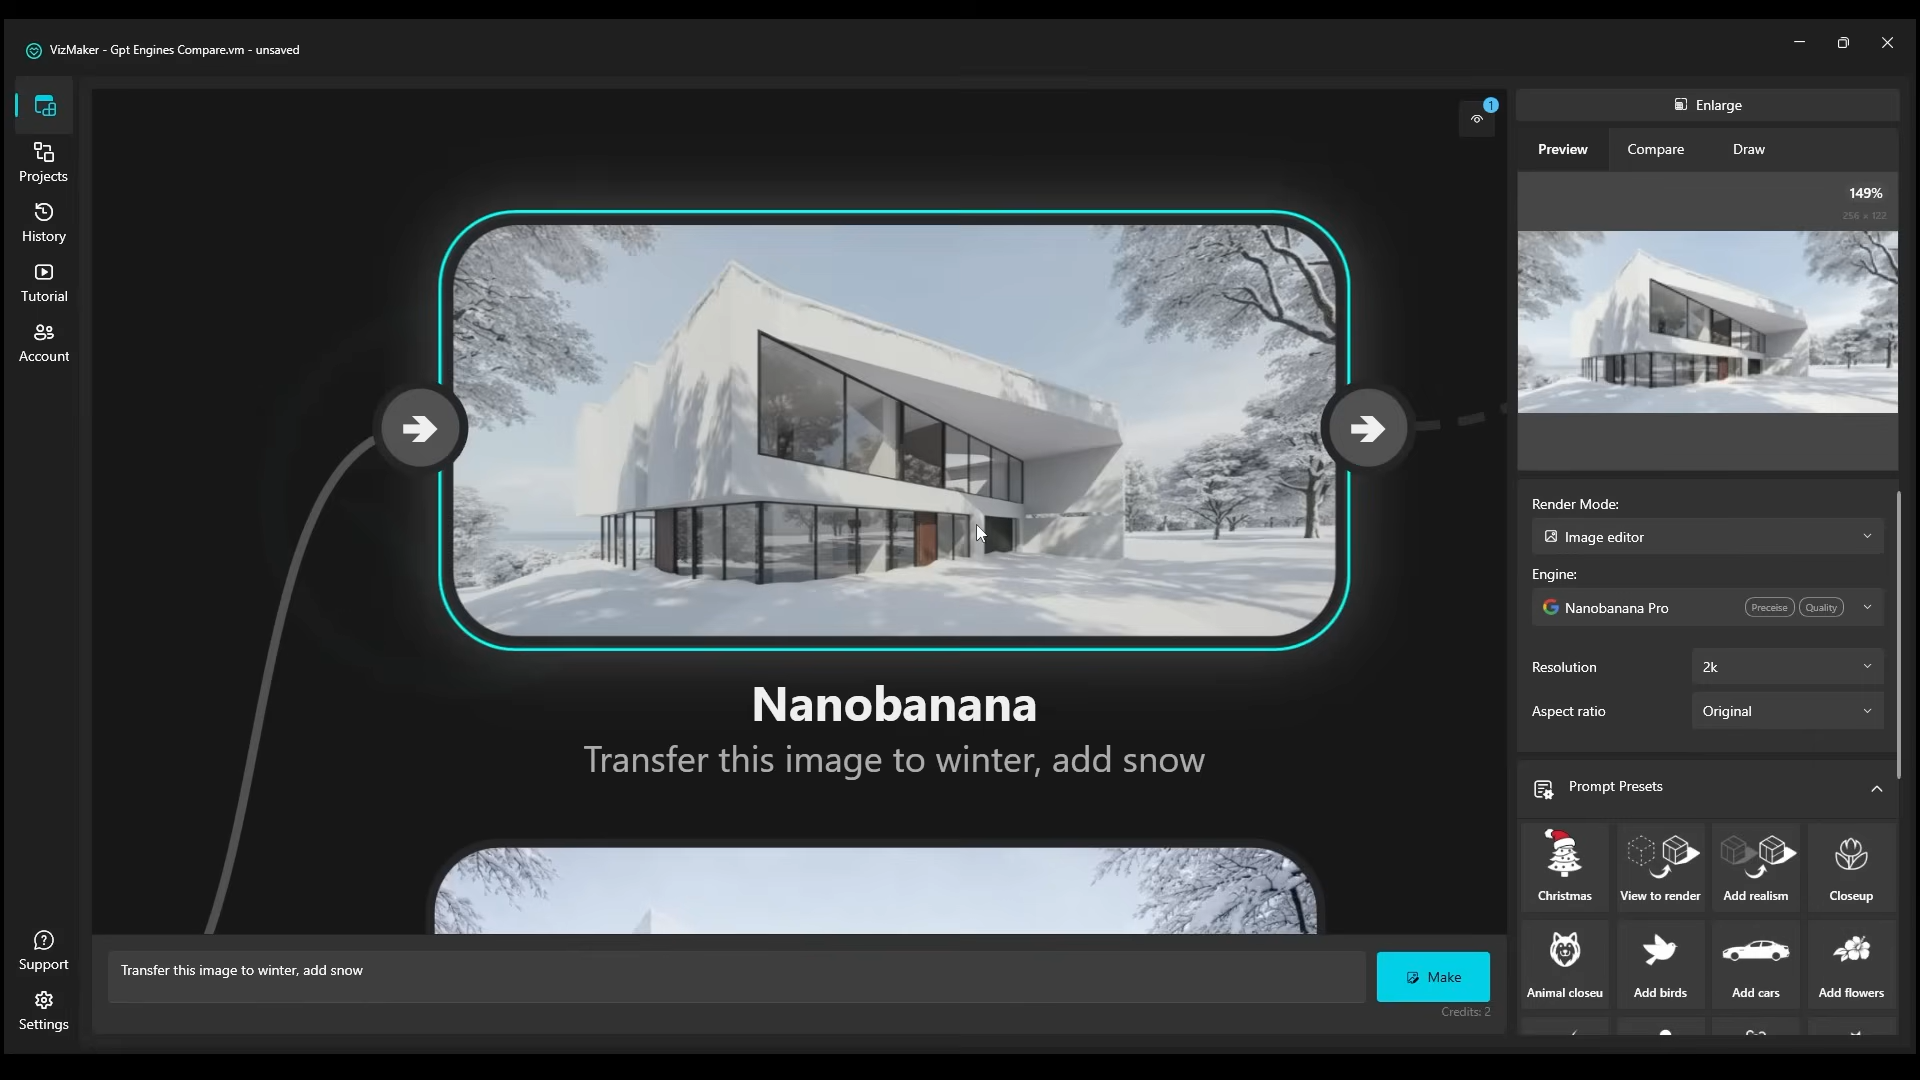 VizMaker - Gpt Engines Compare.vm - unsaved
Projects
History
Tutorial
Account
Support
Settings
1
Nanobanana
Transfer this image to winter, add snow
Transfer this image to winter, add snow
Make
Credits: 2
Enlarge
Preview Compare Draw
149%
256 x 122
Render Mode:
Image editor
Engine:
Nanobanana Pro Preceise Quality
Resolution 2k
Aspect ratio Original
Prompt Presets
Christmas View to render Add realism Closeup
Animal closeu Add birds Add cars Add flowers